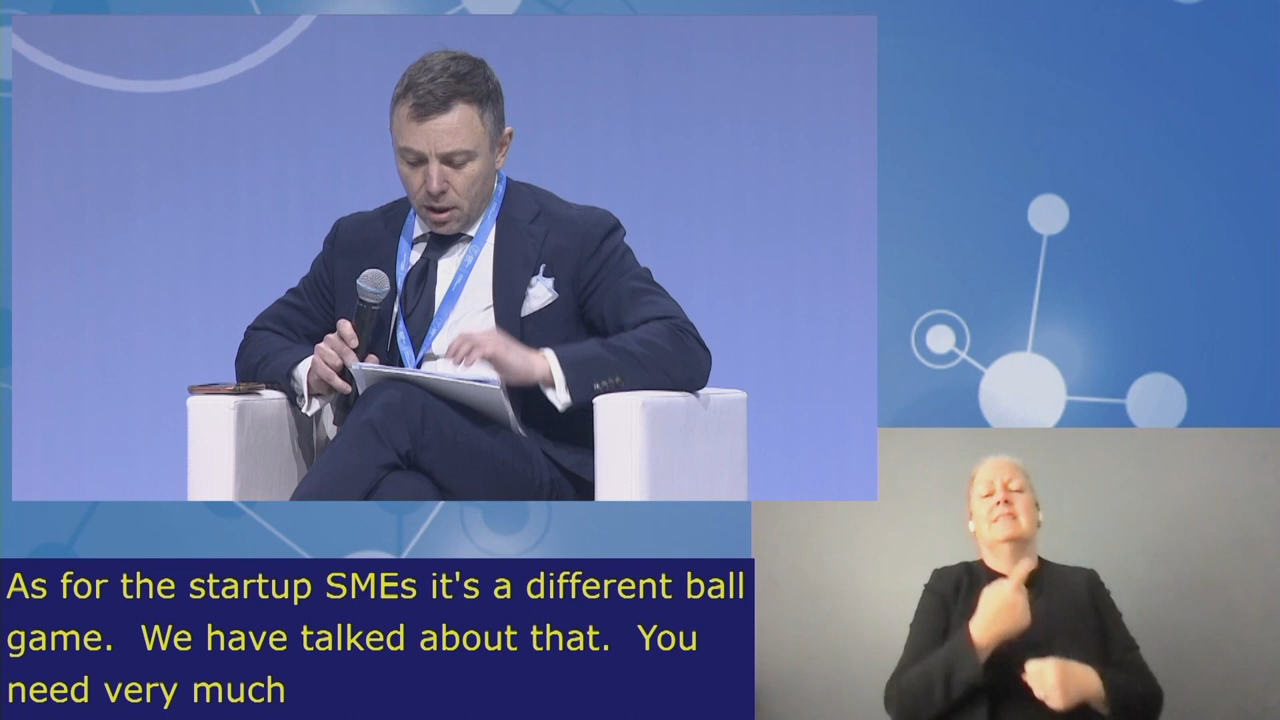 As for the startup SMEs it's a different ball
game.  We have talked about that.  You
need very much